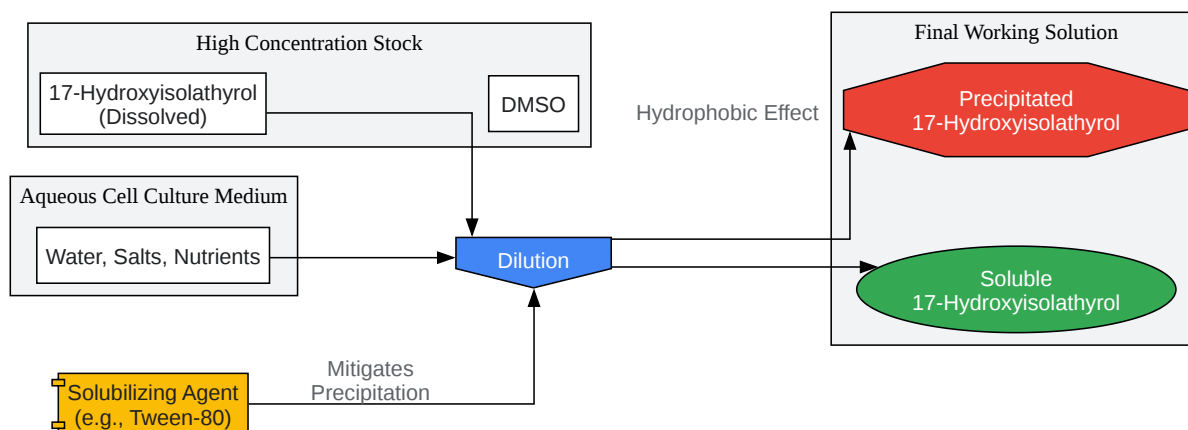 High Concentration Stock
17-Hydroxyisolathyrol
(Dissolved)
DMSO
Aqueous Cell Culture Medium
Water, Salts, Nutrients
Solubilizing Agent
(e.g., Tween-80)
Mitigates
Precipitation
Dilution
Hydrophobic Effect
Final Working Solution
Precipitated
17-Hydroxyisolathyrol
Soluble
17-Hydroxyisolathyrol